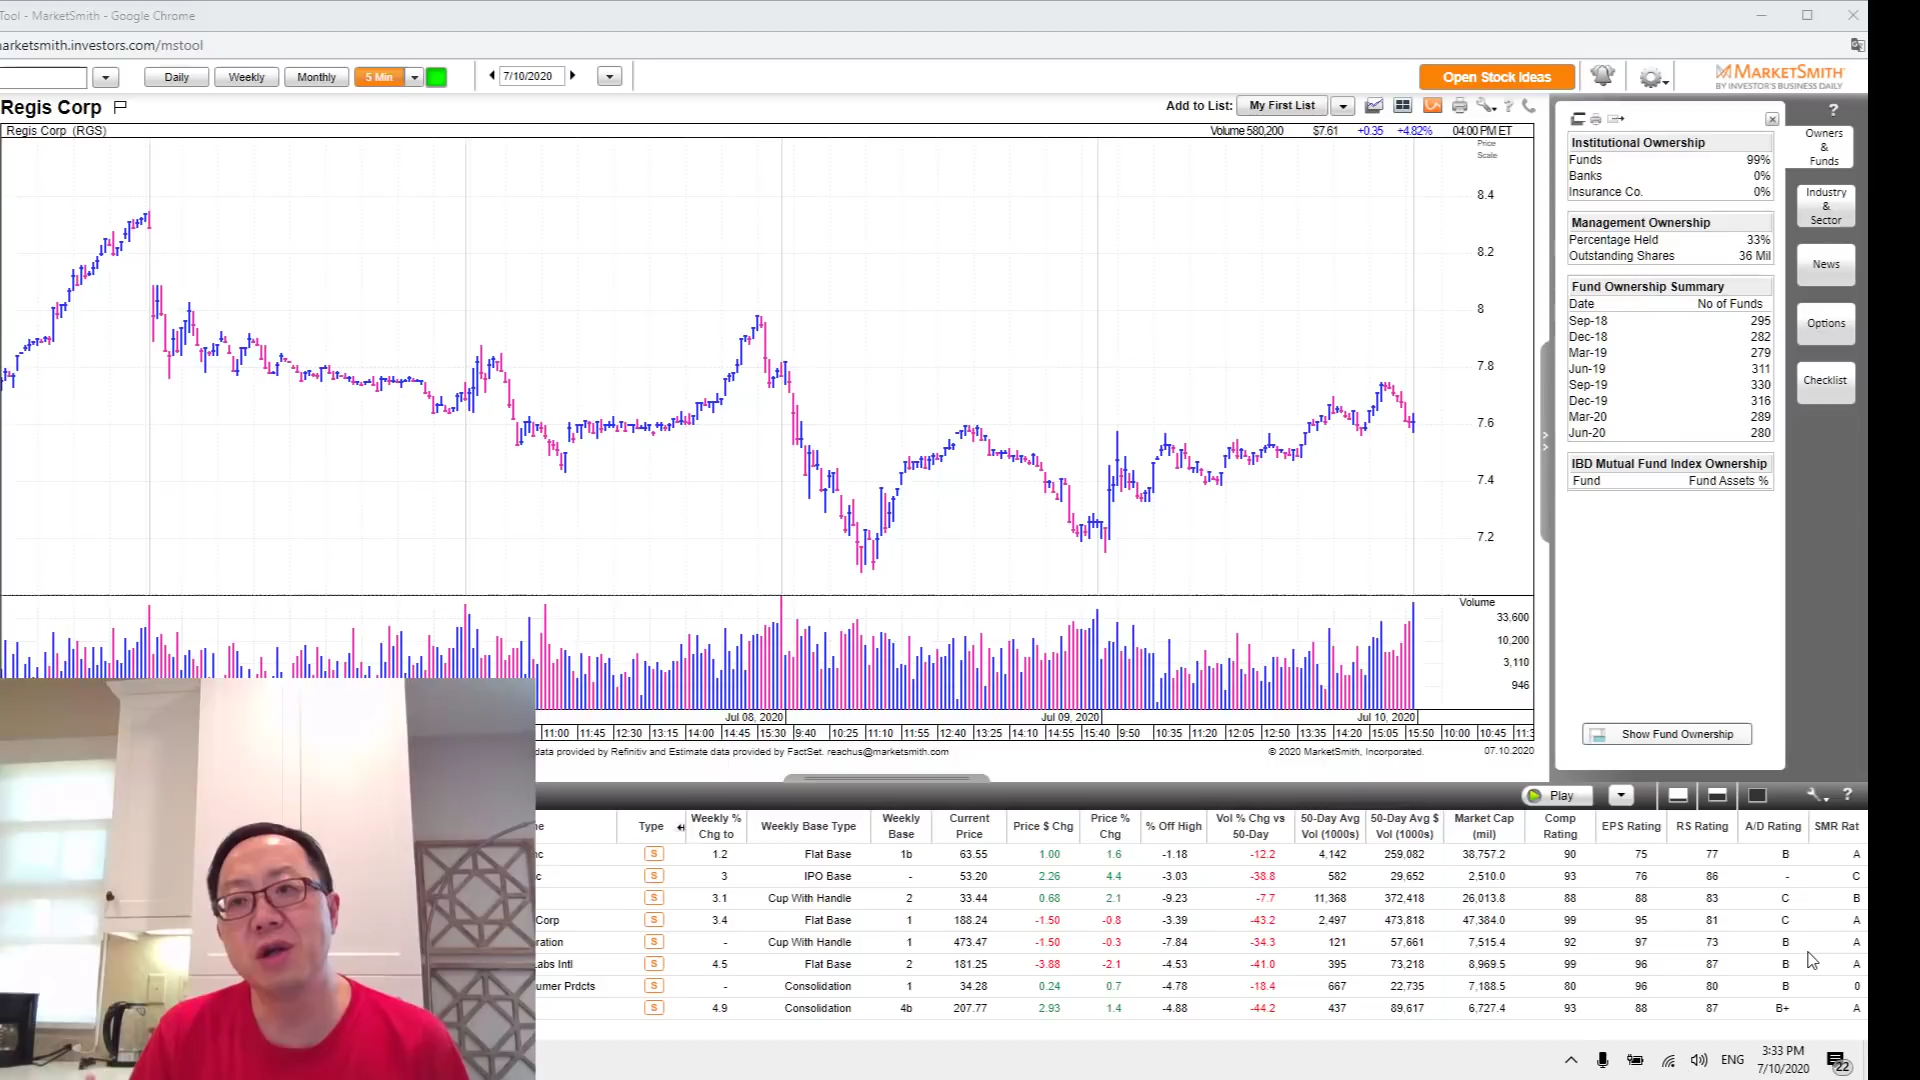 Tool - MarketSmith - Google Chrome
arketsmith.investors.com/mstool
Daily Weekly Monthly 5 Min 7/10/2020 Open Stock Ideas MARKETSMITH
BY INVESTOR'S BUSINESS DAILY
Regis Corp Add to List: My First List ?
Regis Corp (RGS) Volume 580,200 $7.61 +0.35 +4.82% 04:00 PM ET
Price
Scale
8.4
8.2
8
7.8
7.6
7.4
7.2
Volume
33,600
10,200
3,110
946
Jul 08, 2020 Jul 09, 2020 Jul 10, 2020
11:00 11:45 12:30 13:15 14:00 14:45 15:30 9:40 10:25 11:10 11:55 12:40 13:25 14:10 14:55 15:40 9:50 10:35 11:20 12:05 12:50 13:35 14:20 15:05 15:50 10:00 10:45 11:3
data provided by Refinitiv and Estimate data provided by FactSet. reachus@marketsmith.com © 2020 MarketSmith, Incorporated. 07.10.2020
Institutional Ownership
Funds 99%
Banks 0%
Insurance Co. 0%
Management Ownership
Percentage Held 33%
Outstanding Shares 36 Mil
Fund Ownership Summary
Date No of Funds
Sep-18 295
Dec-18 282
Mar-19 279
Jun-19 311
Sep-19 330
Dec-19 316
Mar-20 289
Jun-20 280
IBD Mutual Fund Index Ownership
Fund Fund Assets %
Show Fund Ownership
?
Owners
&
Funds
Industry
&
Sector
News
Options
Checklist
Play ?
ne Type Weekly % Chg to Weekly Base Type Weekly Base Current Price Price $ Chg Price % Chg % Off High Vol % Chg vs 50-Day 50-Day Avg Vol (1000s) 50-Day Avg $ Vol (1000s) Market Cap (mil) Comp Rating EPS Rating RS Rating A/D Rating SMR Rat
nc S 1.2 Flat Base 1b 63.55 1.00 1.6 -1.18 -12.2 4,142 259,082 38,757.2 90 75 77 B A
c S 3 IPO Base - 53.20 2.26 4.4 -3.03 -38.8 582 29,652 2,510.0 93 76 86 - C
S 3.1 Cup With Handle 2 33.44 0.68 2.1 -9.23 -7.7 11,368 372,418 26,013.8 88 88 83 C B
Corp S 3.4 Flat Base 1 188.24 -1.50 -0.8 -3.39 -43.2 2,497 473,818 47,384.0 99 95 81 C A
ration S - Cup With Handle 1 473.47 -1.50 -0.3 -7.84 -34.3 121 57,661 7,515.4 92 97 73 B A
abs Intl S 4.5 Flat Base 2 181.25 -3.88 -2.1 -4.53 -41.0 395 73,218 8,969.5 99 96 87 B A
umer Prdcts S - Consolidation 1 34.28 0.24 0.7 -4.78 -18.4 667 22,735 7,188.5 80 96 80 B 0
S 4.9 Consolidation 4b 207.77 2.93 1.4 -4.88 -44.2 437 89,617 6,727.4 93 88 87 B+ A
ENG 3:33 PM
7/10/2020 22